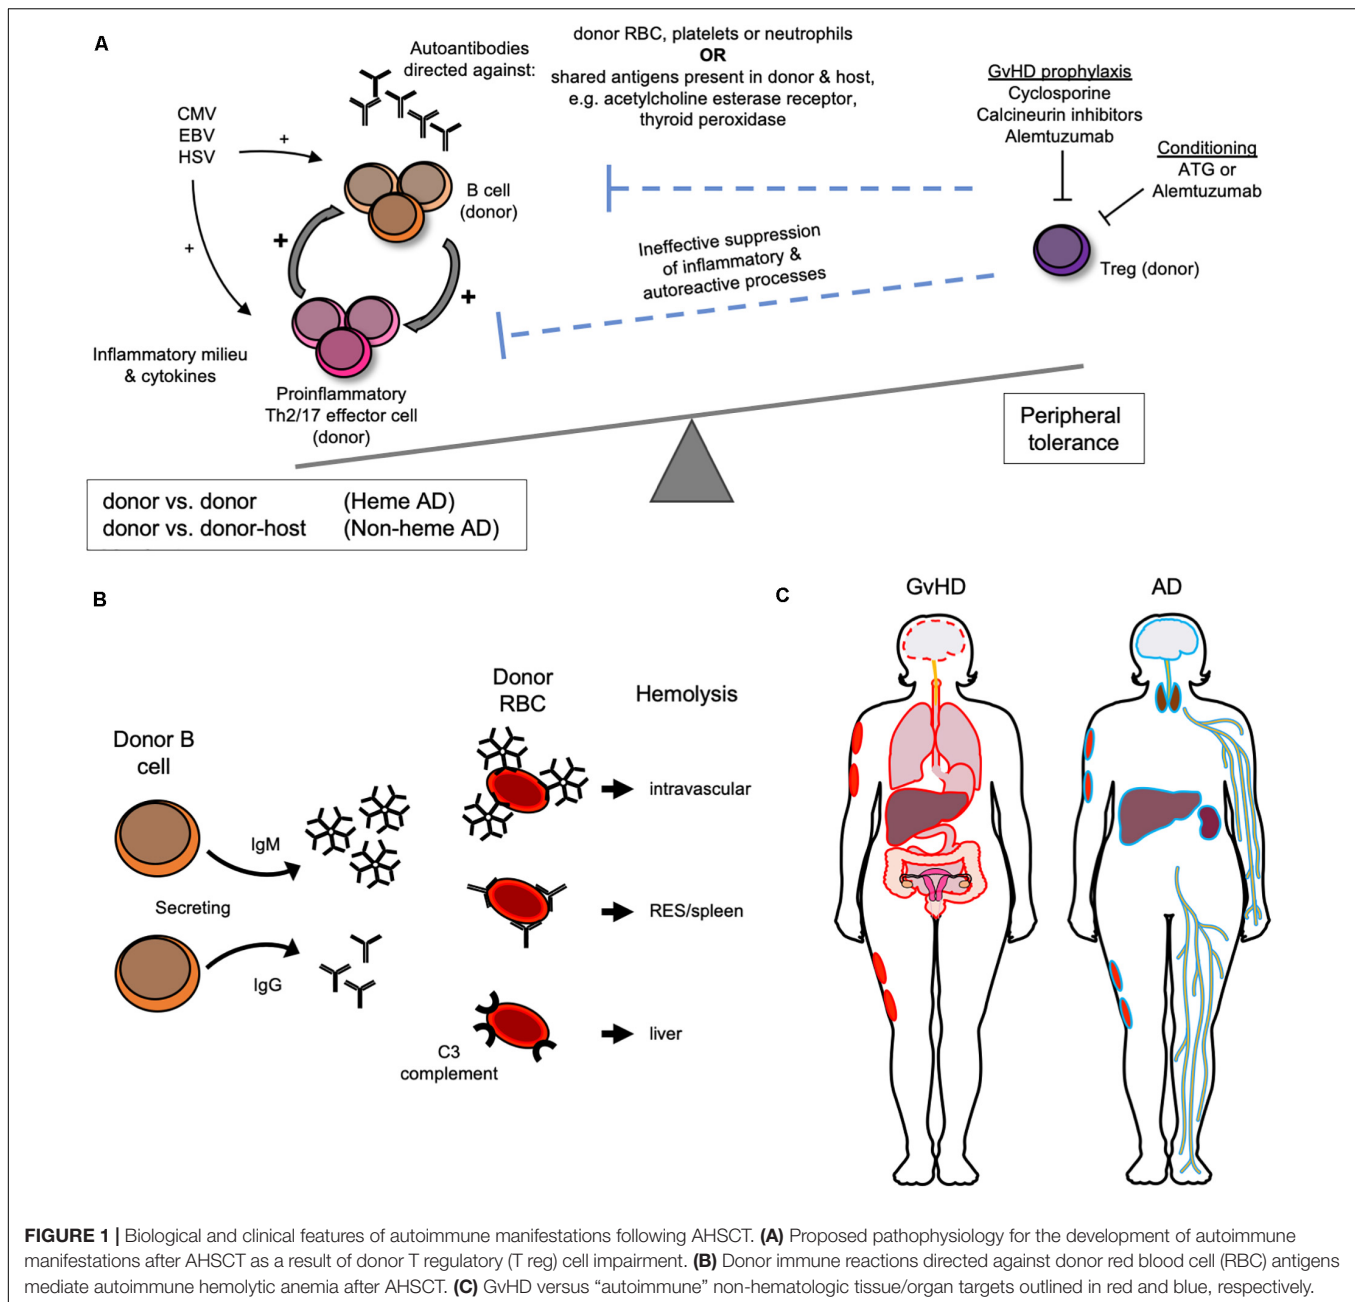 A
Autoantibodies
directed against:
donor RBC, platelets or neutrophils
OR
shared antigens present in donor & host,
e.g. acetylcholine esterase receptor,
thyroid peroxidase
GvHD prophylaxis
Cyclosporine
Calcineurin inhibitors
Alemtuzumab
Conditioning
ATG or
Alemtuzumab
CMV
EBV
HSV
+
+
B cell
(donor)
+
+
Ineffective suppression
of inflammatory &
autoreactive processes
Treg (donor)
Inflammatory milieu
& cytokines
Proinflammatory
Th2/17 effector cell
(donor)
Peripheral
tolerance
donor vs. donor (Heme AD)
donor vs. donor-host (Non-heme AD)
B
Donor B
cell
IgM
Secreting
IgG
Donor
RBC
Hemolysis
intravascular
RES/spleen
C3
complement
liver
C
GvHD
AD
FIGURE 1 | Biological and clinical features of autoimmune manifestations following AHSCT. (A) Proposed pathophysiology for the development of autoimmune
manifestations after AHSCT as a result of donor T regulatory (T reg) cell impairment. (B) Donor immune reactions directed against donor red blood cell (RBC) antigens
mediate autoimmune hemolytic anemia after AHSCT. (C) GvHD versus “autoimmune” non-hematologic tissue/organ targets outlined in red and blue, respectively.